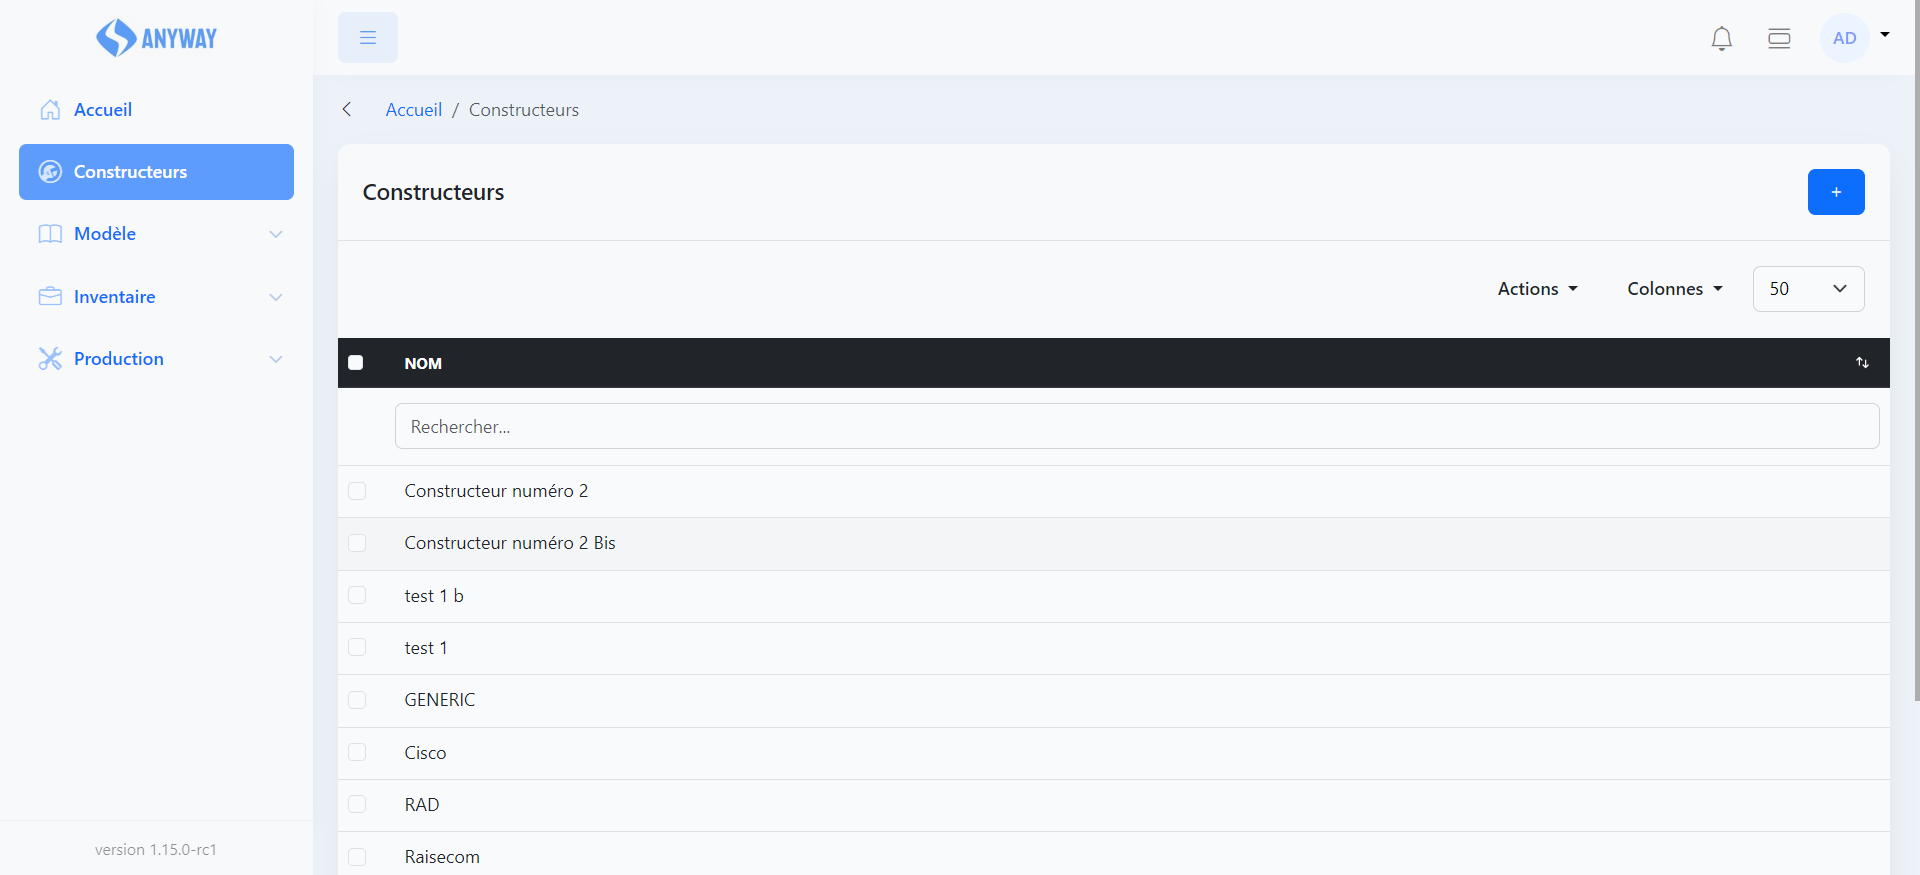 ANYWAY
AD
Accueil
Constructeurs
Modèle
Inventaire
Production
version 1.15.0-rc1
Accueil / Constructeurs
Constructeurs
+
Actions
Colonnes
50
NOM
Rechercher...
Constructeur numéro 2
Constructeur numéro 2 Bis
test 1 b
test 1
GENERIC
Cisco
RAD
Raisecom